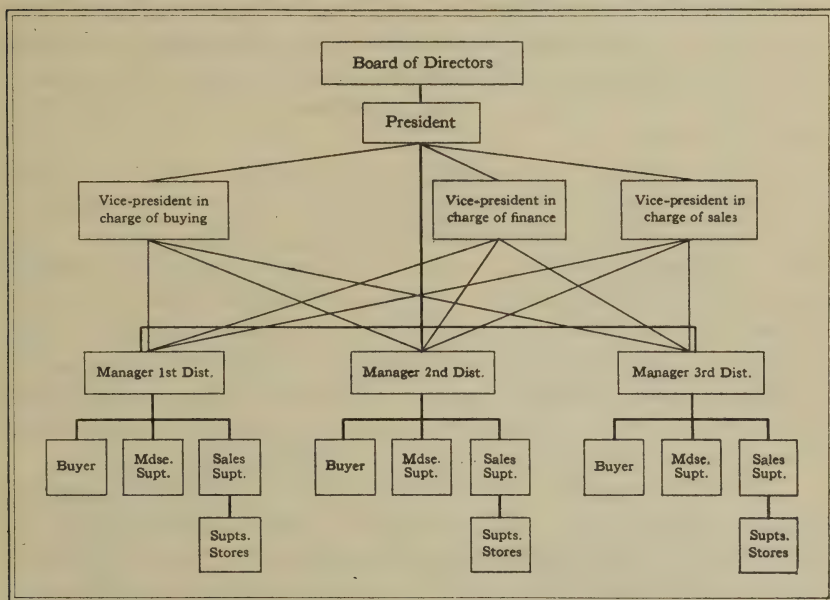 Board of Directors
President
Vice-president in
charge of buying
Vice-president in
charge of finance
Vice-president in
charge of sales
Manager 1st Dist.
Manager 2nd Dist.
Manager 3rd Dist.
Buyer
Mdse.
Supt.
Sales
Supt.
Buyer
Mdse.
Supt.
Sales
Supt.
Buyer
Mdse.
Supt.
Sales
Supt.
Supts.
Stores
Supts.
Stores
Supts.
Stores